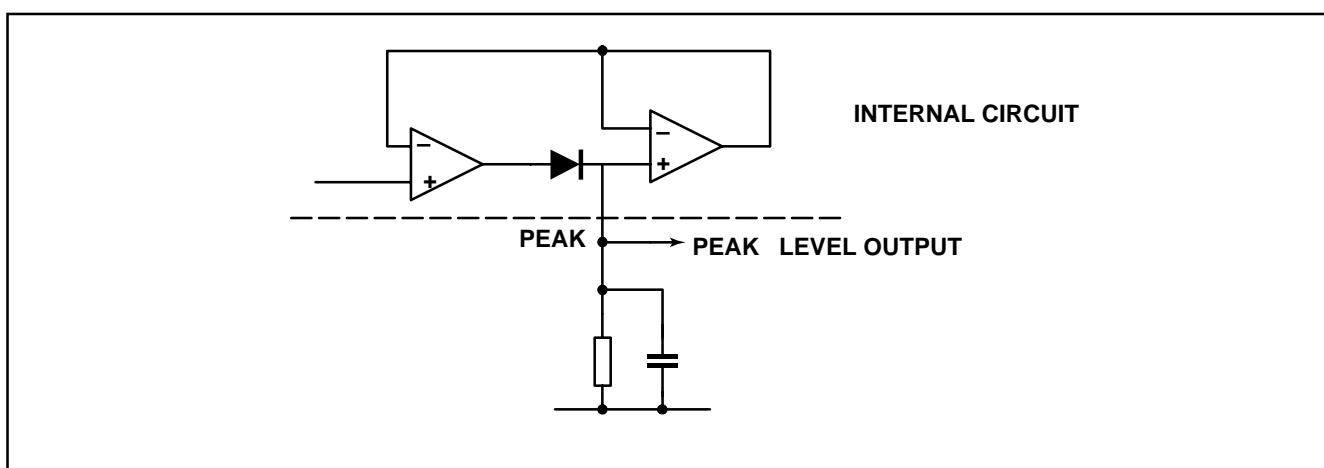 INTERNAL CIRCUIT
−
−
+
+
PEAK
PEAK LEVEL OUTPUT